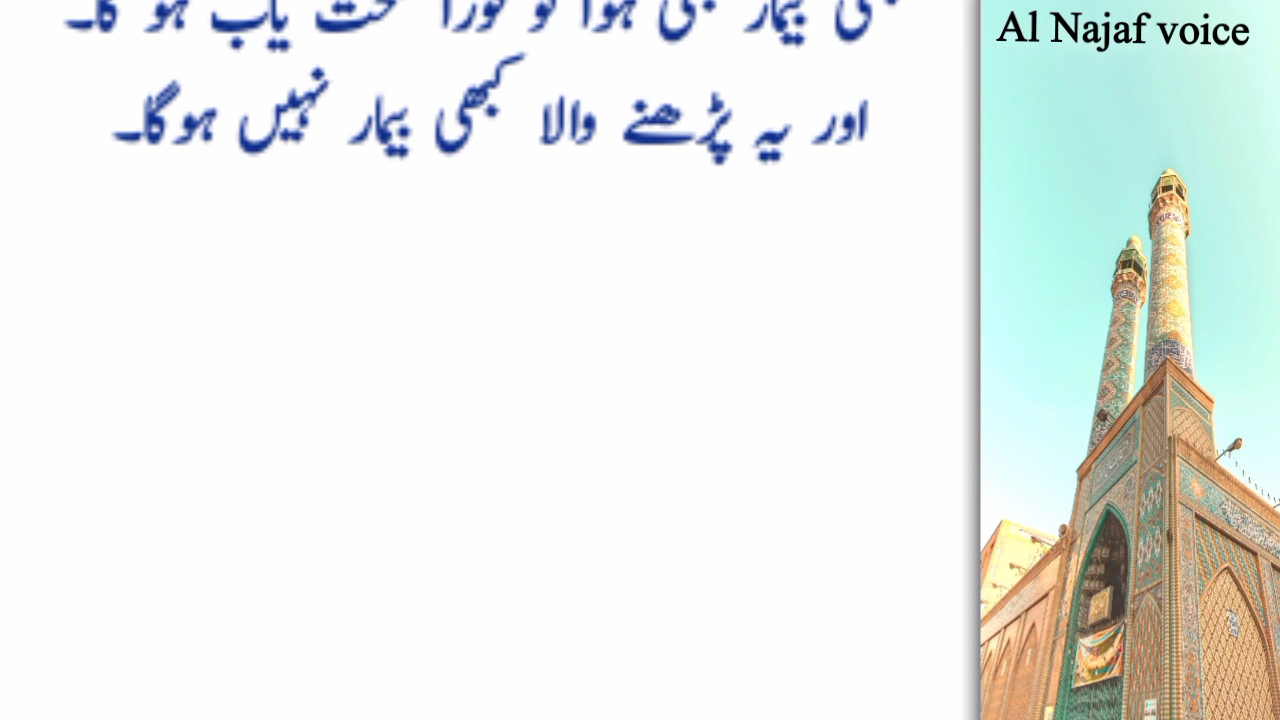 بیمار بھی ہوا تو فوراً صحت یاب ہو گا۔
اور یہ پڑھنے والا کبھی بیمار نہیں ہوگا۔
Al Najaf voice